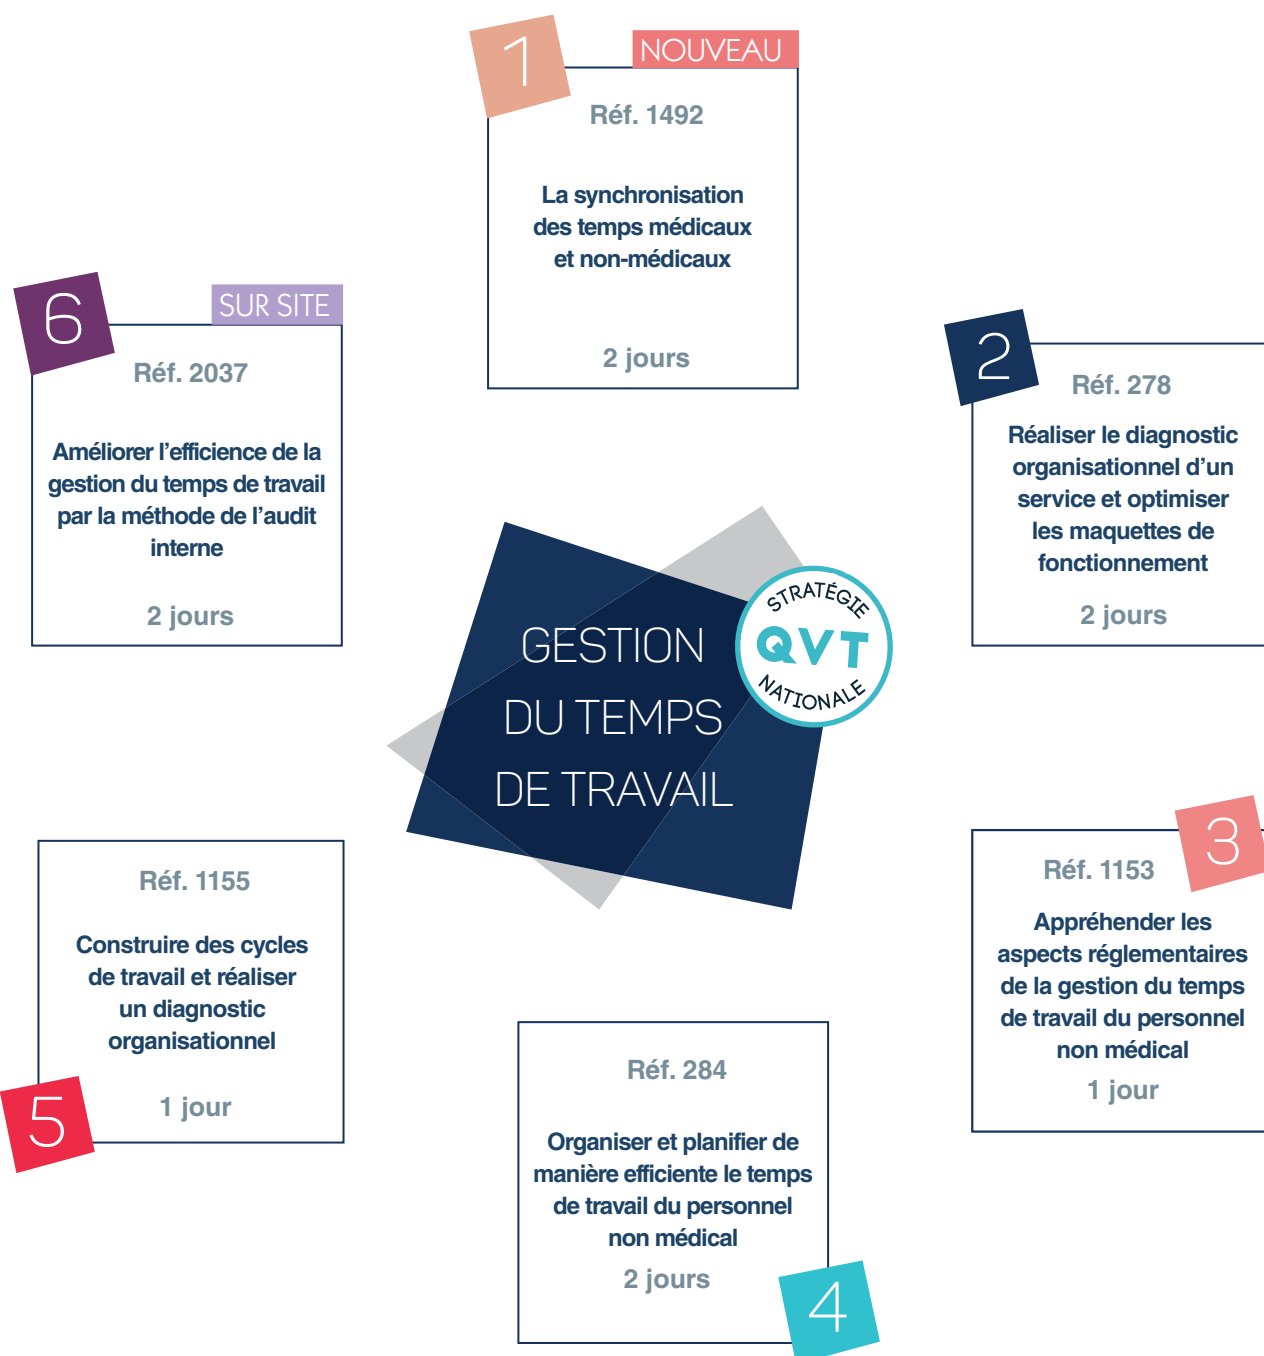 1
NOUVEAU
Réf. 1492
La synchronisation
des temps médicaux
et non-médicaux
2 jours
2
Réf. 278
Réaliser le diagnostic
organisationnel d’un
service et optimiser
les maquettes de
fonctionnement
2 jours
3
Réf. 1153
Appréhender les
aspects réglementaires
de la gestion du temps
de travail du personnel
non médical
1 jour
Réf. 284
Organiser et planifier de
manière efficiente le temps
de travail du personnel
non médical
2 jours
4
Réf. 1155
Construire des cycles
de travail et réaliser
un diagnostic
organisationnel
1 jour
5
6
SUR SITE
Réf. 2037
Améliorer l’efficience de la
gestion du temps de travail
par la méthode de l’audit
interne
2 jours
GESTION
DU TEMPS
DE TRAVAIL
STRATÉGIE
QVT
NATIONALE